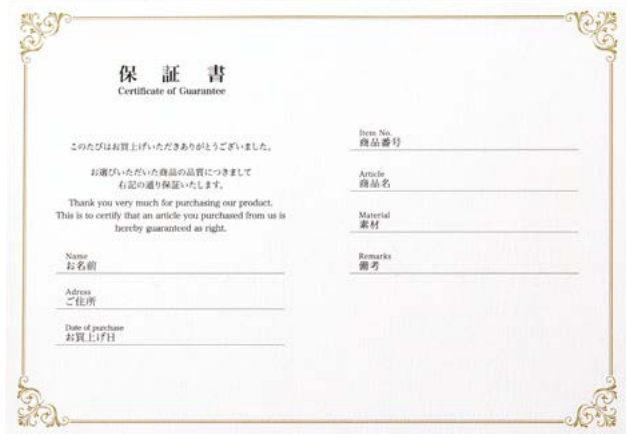 保証書
Certificate of Guarantee
このたびはお買上げいただきありがとうございました。
お選びいただいた商品の品質につきまして
右記の通り保証いたします。
Thank you very much for purchasing our product.
This is to certify that an article you purchased from us is
hereby guaranteed as right.
Name
お名前
Adress
ご住所
Date of purchase
お買上げ日
Item No.
商品番号
Article
商品名
Material
素材
Remarks
備考